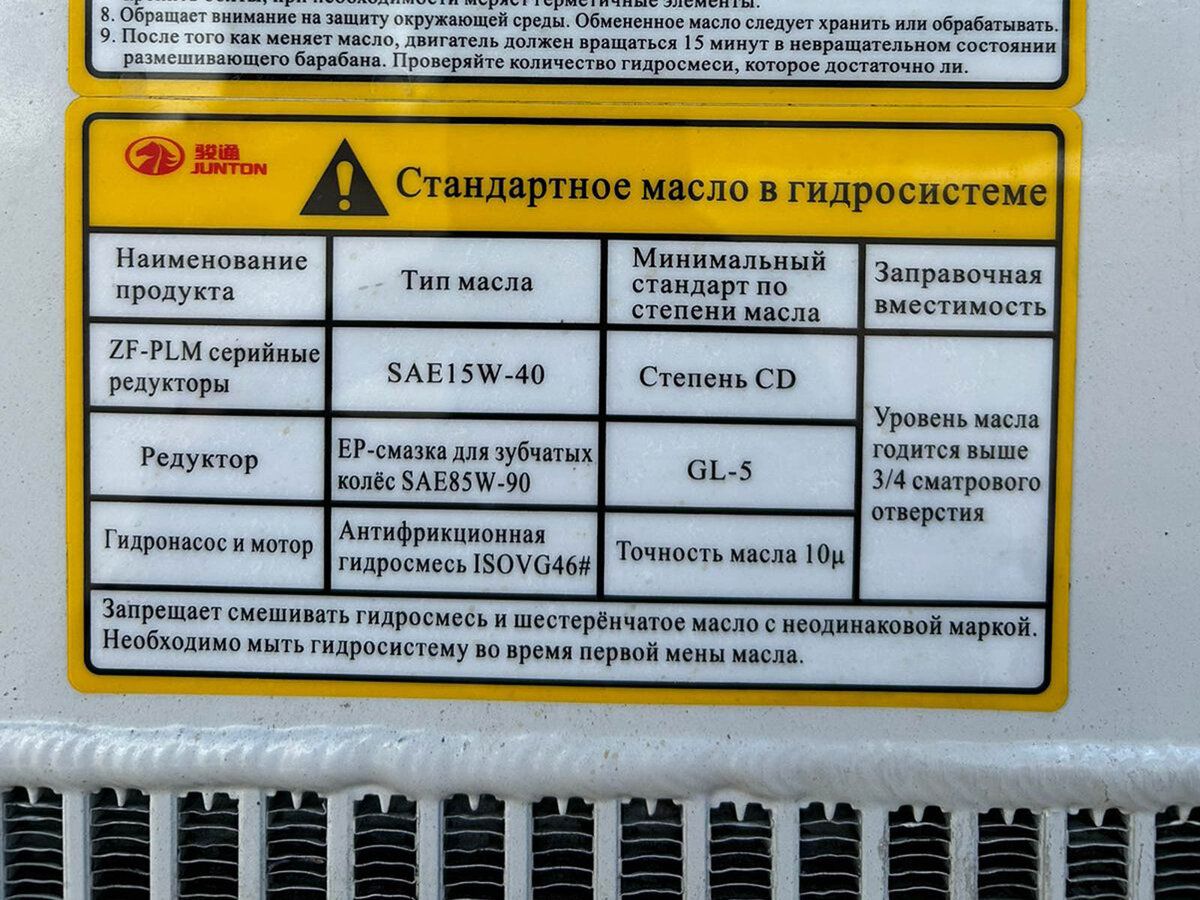 герметичные элементы.
8. Обращает внимание на защиту окружающей среды. Обмененное масло следует хранить или обрабатывать.
9. После того как меняет масло, двигатель должен вращаться 15 минут в невращательном состоянии
размешивающего барабана. Проверяйте количество гидросмеси, которое достаточно ли.
骏通
JUNTON
Стандартное масло в гидросистеме
Наименование
продукта
Тип масла
Минимальный
стандарт по
степени масла
Заправочная
вместимость
ZF-PLM серийные
редукторы
SAE15W-40
Степень CD
Уровень масла
годится выше
3/4 сматрового
отверстия
Редуктор
EP-смазка для зубчатых
колёс SAE85W-90
GL-5
Гидронасос и мотор
Антифрикционная
гидросмесь ISOVG46#
Точность масла 10μ
Запрещает смешивать гидросмесь и шестерёнчатое масло с неодинаковой маркой.
Необходимо мыть гидросистему во время первой мены масла.